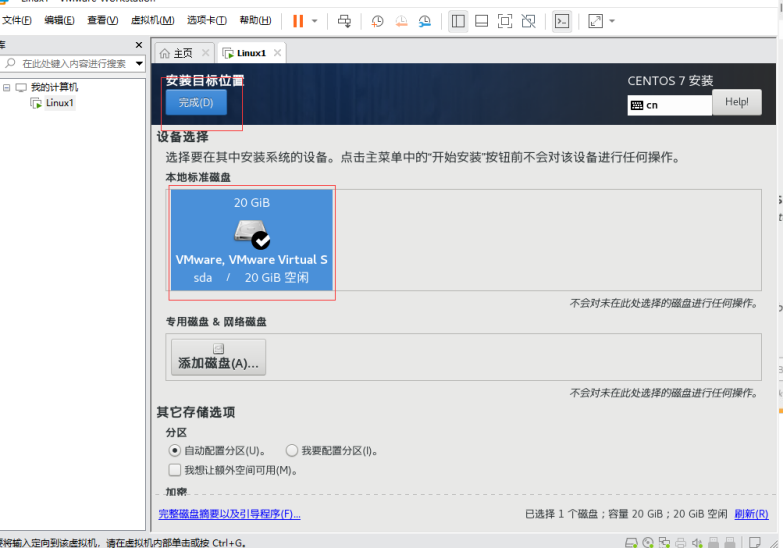 Linux1 - VMware Workstation
文件(F) 编辑(E) 查看(V) 虚拟机(M) 选项卡(T) 帮助(H)
库
在此处键入内容进行搜索
我的计算机
Linux1
主页
Linux1
安装目标位置
CENTOS 7 安装
完成(D)
cn
Help!
设备选择
选择要在其中安装系统的设备。点击主菜单中的"开始安装"按钮前不会对该设备进行任何操作。
本地标准磁盘
20 GiB
VMware, VMware Virtual S
sda / 20 GiB 空闲
不会对未在此处选择的磁盘进行任何操作。
专用磁盘 & 网络磁盘
添加磁盘(A)...
不会对未在此处选择的磁盘进行任何操作。
其它存储选项
分区
自动配置分区(U)。 我要配置分区(I)。
我想让额外空间可用(M)。
加密
完整磁盘摘要以及引导程序(F)...
已选择 1 个磁盘；容量 20 GiB；20 GiB 空闲 刷新(R)
要将输入定向到该虚拟机，请在虚拟机内部单击或按 Ctrl+G。